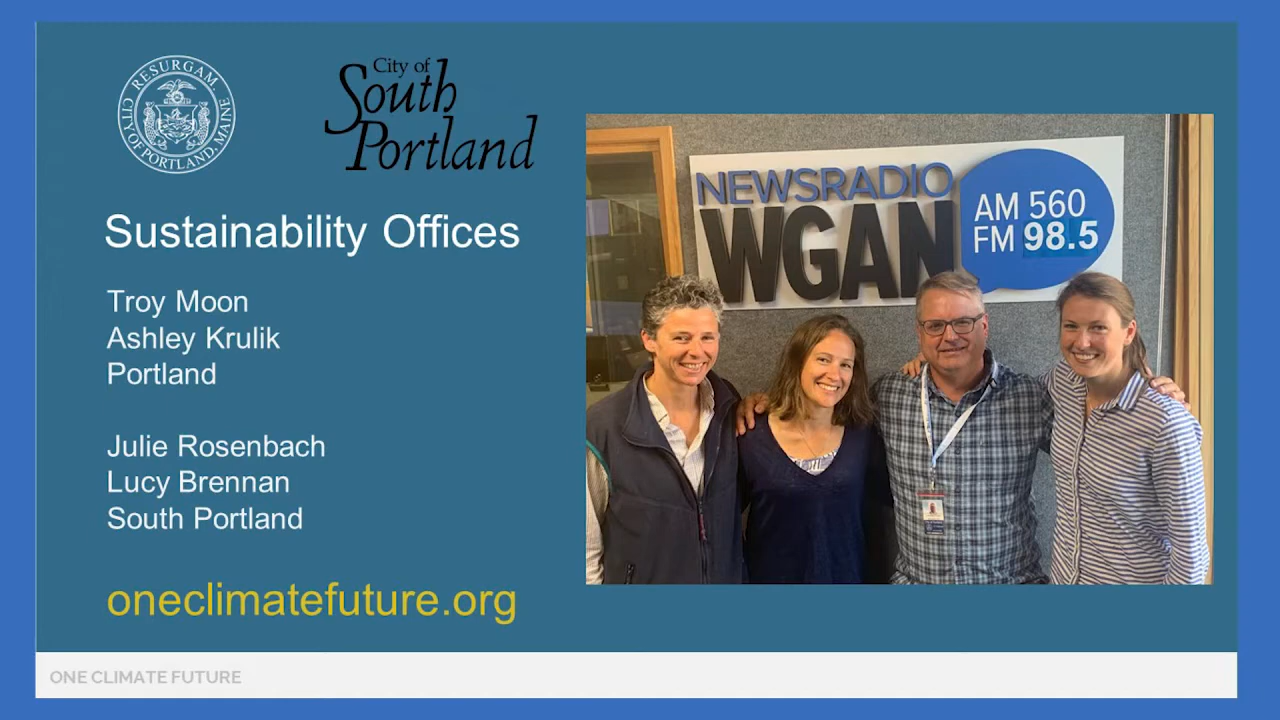 RESURGAM.
CITY OF PORTLAND, MAINE
City of
South
Portland
Sustainability Offices
Troy Moon
Ashley Krulik
Portland
Julie Rosenbach
Lucy Brennan
South Portland
oneclimatefuture.org
NEWSRADIO
WGAN
AM 560
FM 98.5
ONE CLIMATE FUTURE